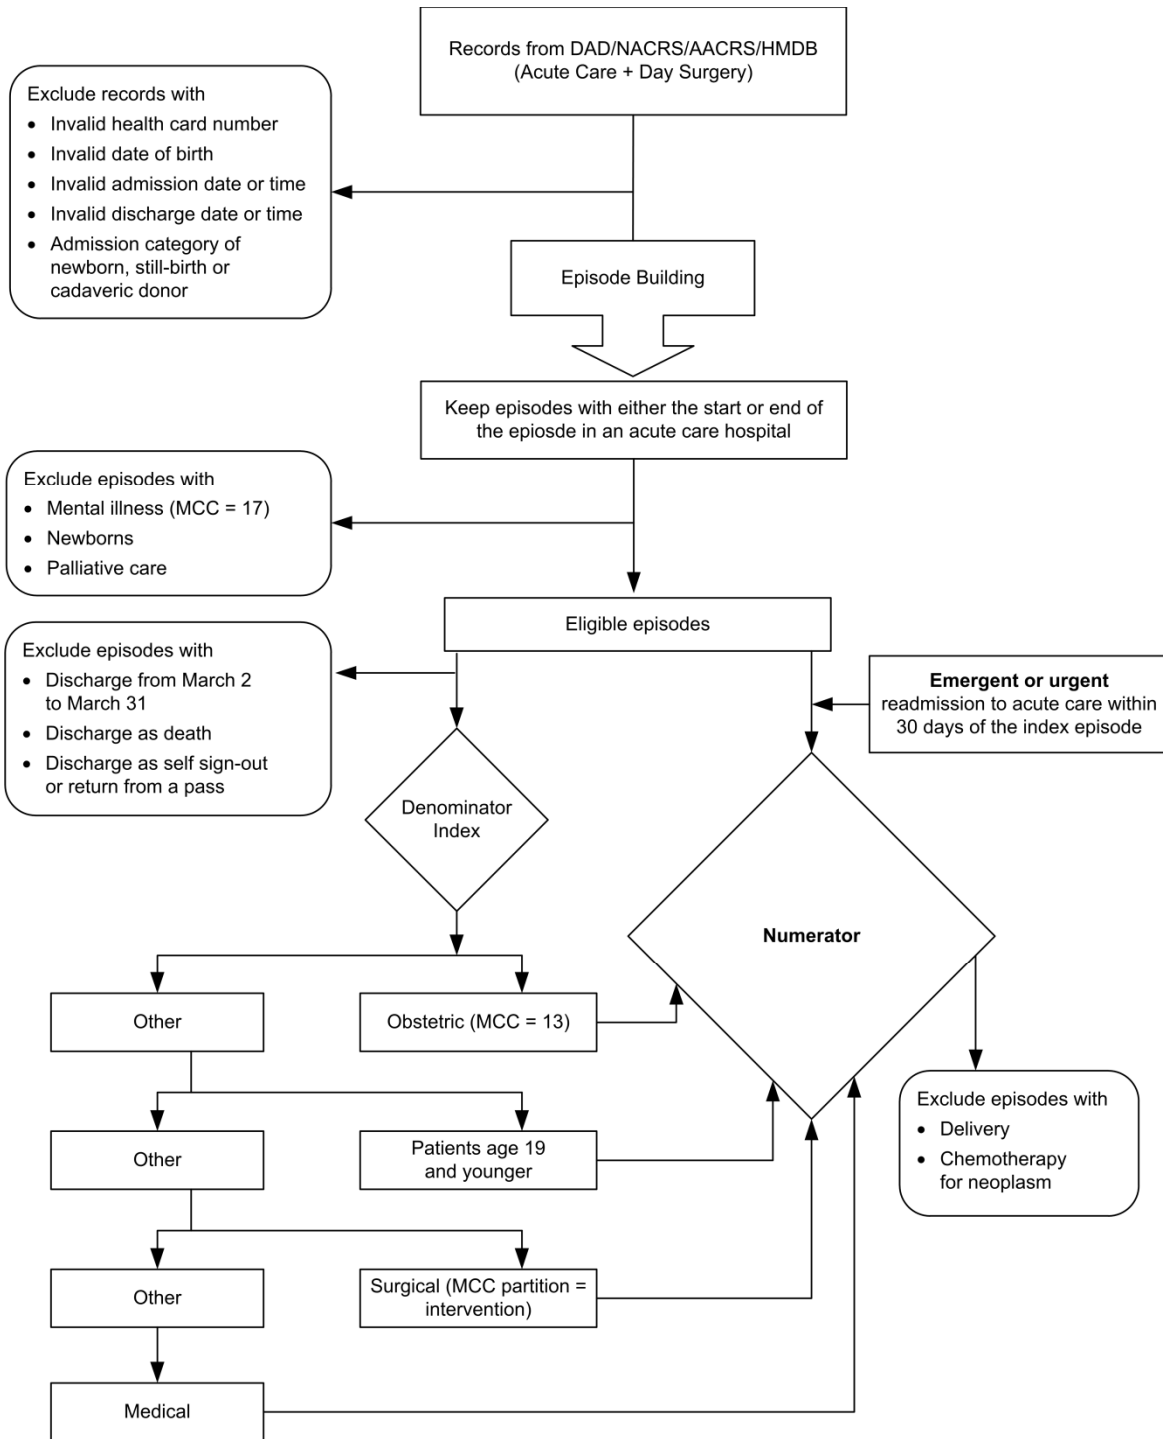 Records from DAD/NACRS/AACRS/HMDB
(Acute Care + Day Surgery)
Exclude records with
• Invalid health card number
• Invalid date of birth
• Invalid admission date or time
• Invalid discharge date or time
• Admission category of
newborn, still-birth or
cadaveric donor
Episode Building
Keep episodes with either the start or end of
the epiosde in an acute care hospital
Exclude episodes with
• Mental illness (MCC = 17)
• Newborns
• Palliative care
Eligible episodes
Exclude episodes with
• Discharge from March 2
to March 31
• Discharge as death
• Discharge as self sign-out
or return from a pass
Emergent or urgent
readmission to acute care within
30 days of the index episode
Denominator
Index
Numerator
Other
Obstetric (MCC = 13)
Other
Patients age 19
and younger
Exclude episodes with
• Delivery
• Chemotherapy
for neoplasm
Other
Surgical (MCC partition =
intervention)
Medical